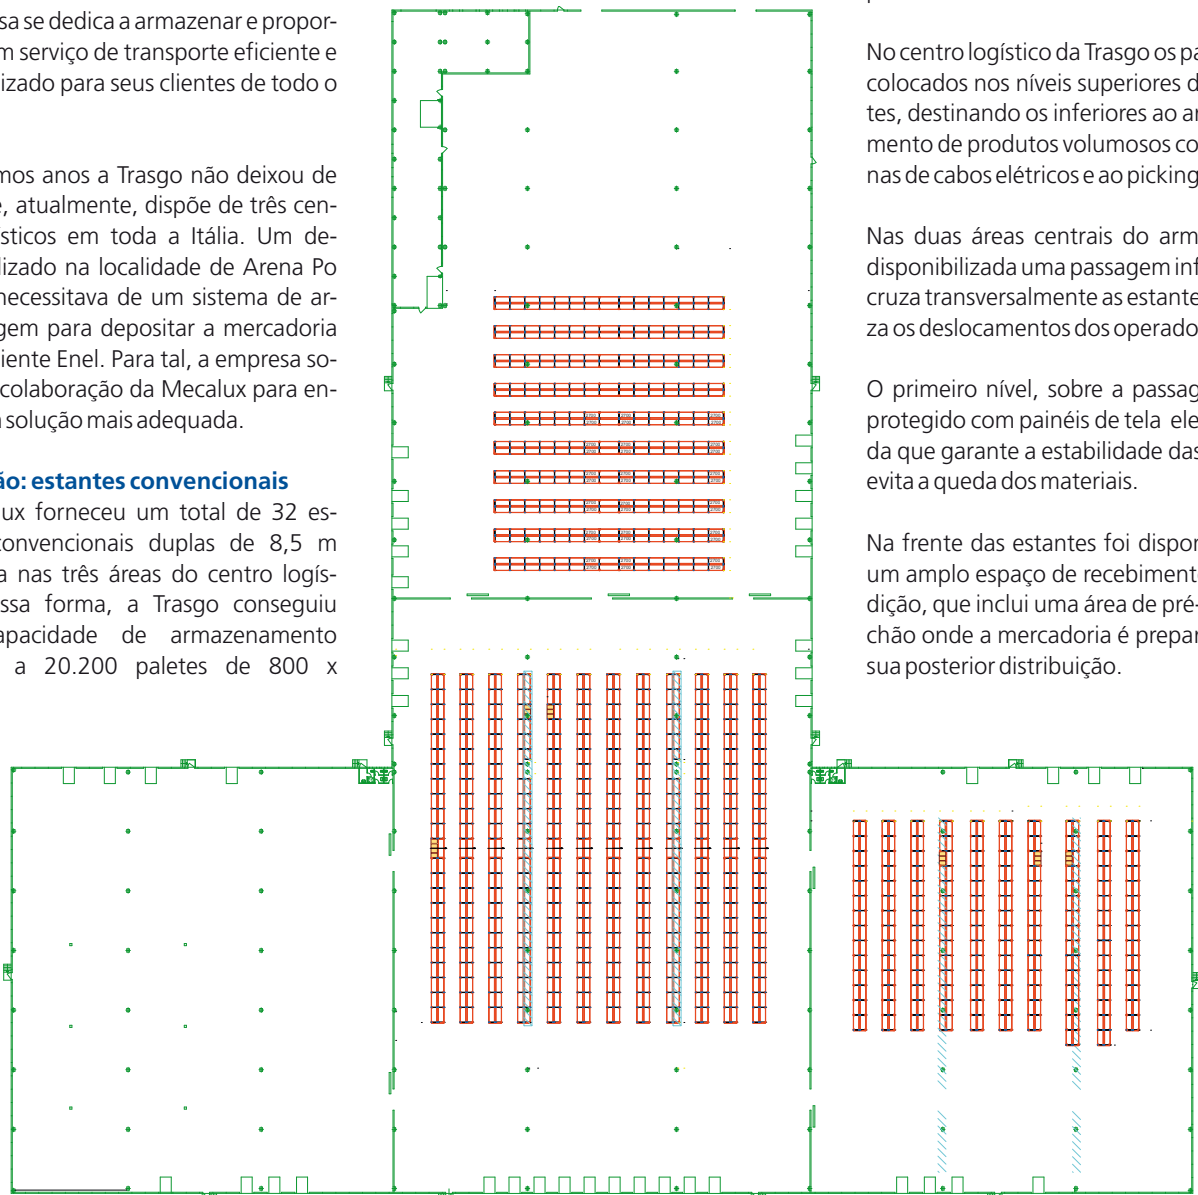 sa se dedica a armazenar e propor-
m serviço de transporte eficiente e
izado para seus clientes de todo o
mos anos a Trasgo não deixou de
e, atualmente, dispõe de três cen-
ísticos em toda a Itália. Um de-
lizado na localidade de Arena Po
necessitava de um sistema de ar-
gem para depositar a mercadoria
iente Enel. Para tal, a empresa so-
colaboração da Mecalux para en-
a solução mais adequada.
ão: estantes convencionais
ux forneceu um total de 32 es-
convencionais duplas de 8,5 m
a nas três áreas do centro logís-
ssa forma, a Trasgo conseguiu
apacidade de armazenamento
a 20.200 paletes de 800 x
No centro logístico da Trasgo os pa
colocados nos níveis superiores d
tes, destinando os inferiores ao ar
mento de produtos volumosos co
nas de cabos elétricos e ao picking
Nas duas áreas centrais do arm
disponibilizada uma passagem inf
cruza transversalmente as estante
za os deslocamentos dos operado
O primeiro nível, sobre a passag
protegido com painéis de tela ele
da que garante a estabilidade das
evita a queda dos materiais.
Na frente das estantes foi dispor
um amplo espaço de recebimento
dição, que inclui uma área de pré-
chão onde a mercadoria é prepar
sua posterior distribuição.